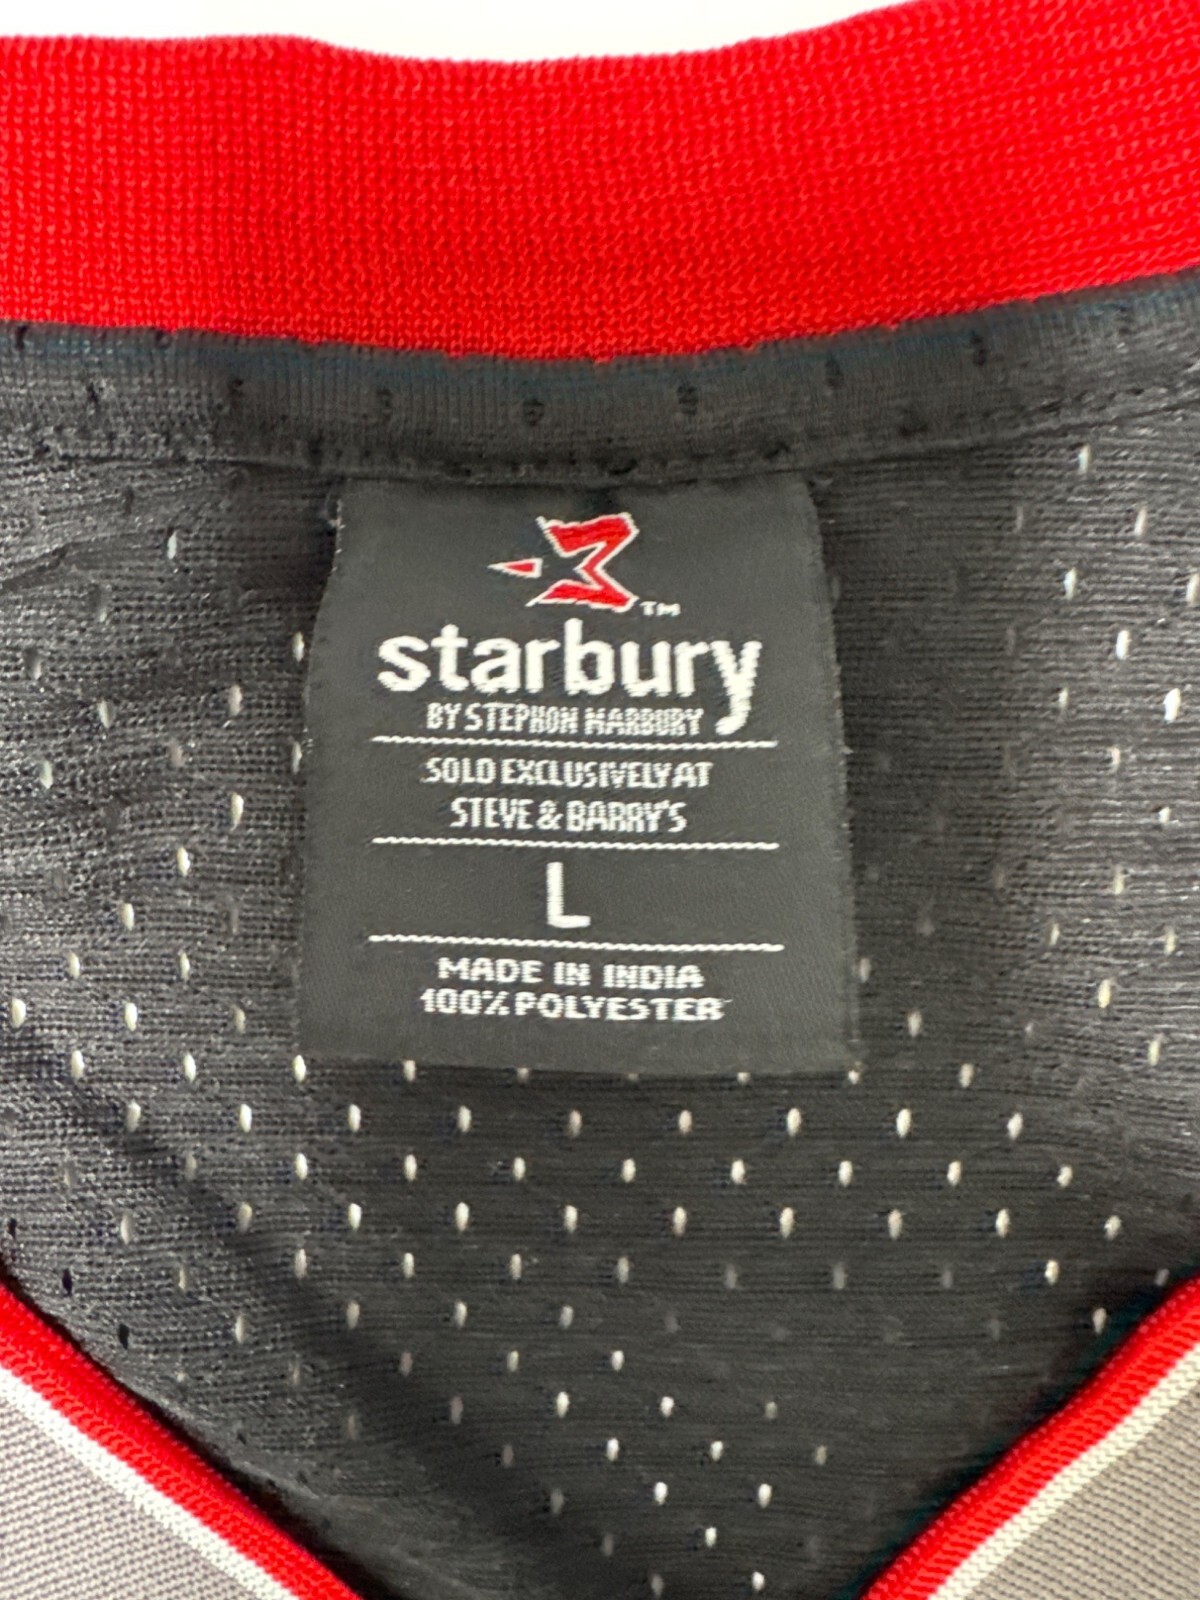 TM
starbury
BY STEPHON MARBURY
SOLD EXCLUSIVELY AT
STEVE & BARRY'S
L
MADE IN INDIA
100% POLYESTER